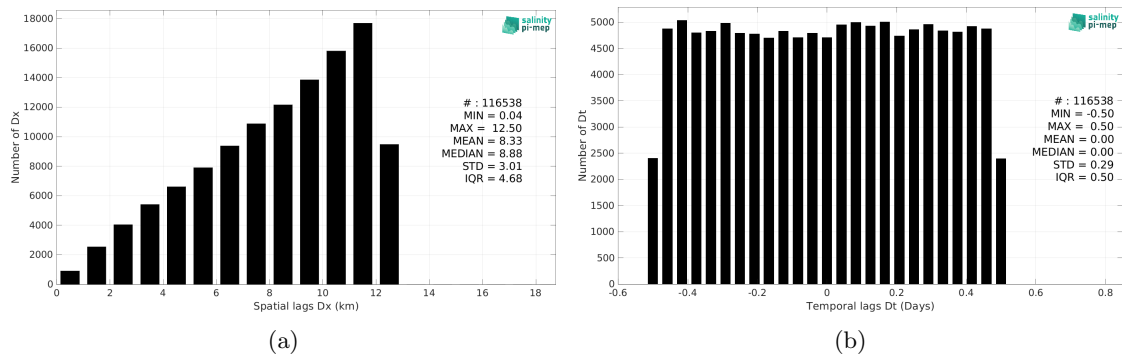 18000
16000
14000
12000
10000
8000
6000
4000
2000
0
Number of Dx
salinity
pi-mep
# : 116538
MIN = 0.04
MAX = 12.50
MEAN = 8.33
MEDIAN = 8.88
STD = 3.01
IQR = 4.68
0 2 4 6 8 10 12 14 16 18
Spatial lags Dx (km)
(a)
5000
4500
4000
3500
3000
2500
2000
1500
1000
500
0
Number of Dt
salinity
pi-mep
# : 116538
MIN = -0.50
MAX = 0.50
MEAN = 0.00
MEDIAN = 0.00
STD = 0.29
IQR = 0.50
-0.6 -0.4 -0.2 0 0.2 0.4 0.6 0.8
Temporal lags Dt (Days)
(b)